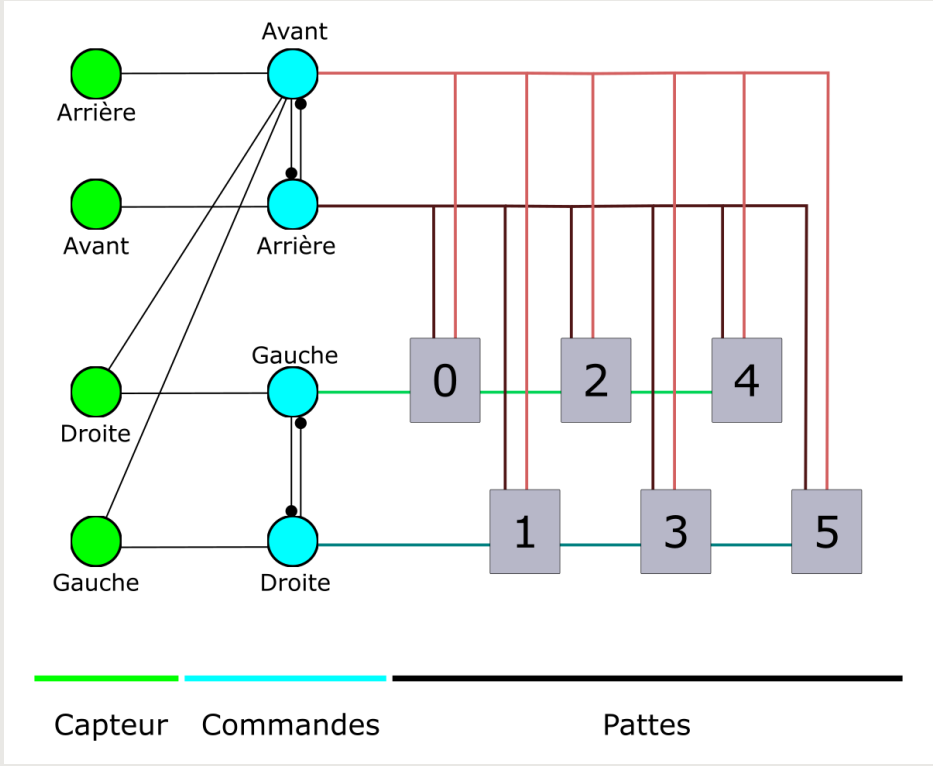 Avant
Arrière
Avant
Arrière
Gauche
0
2
4
Droite
1
3
5
Gauche
Droite
Capteur
Commandes
Pattes